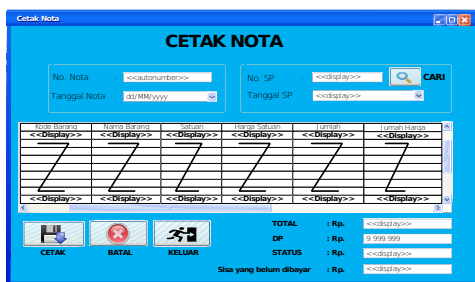 Cetak Nota
CETAK NOTA
No. Nota : <<autonumber>>
No. SP : <<display>> CARI
Tanggal Nota : dd/MM/yyyy
Tanggal SP : <<display>>
Kode Barang Nama Barang Satuan Harga Satuan Jumlah Jumah Harga
<<Display>> <<Display>> <<Display>> <<Display>> <<Display>> <<Display>>
<<Display>> <<Display>> <<Display>> <<Display>> <<Display>> <<Display>>
CETAK BATAL KELUAR
TOTAL : Rp. <<display>>
DP : Rp. 9.999.999
STATUS : Rp. <<display>>
Sisa yang belum dibayar : Rp. <<display>>